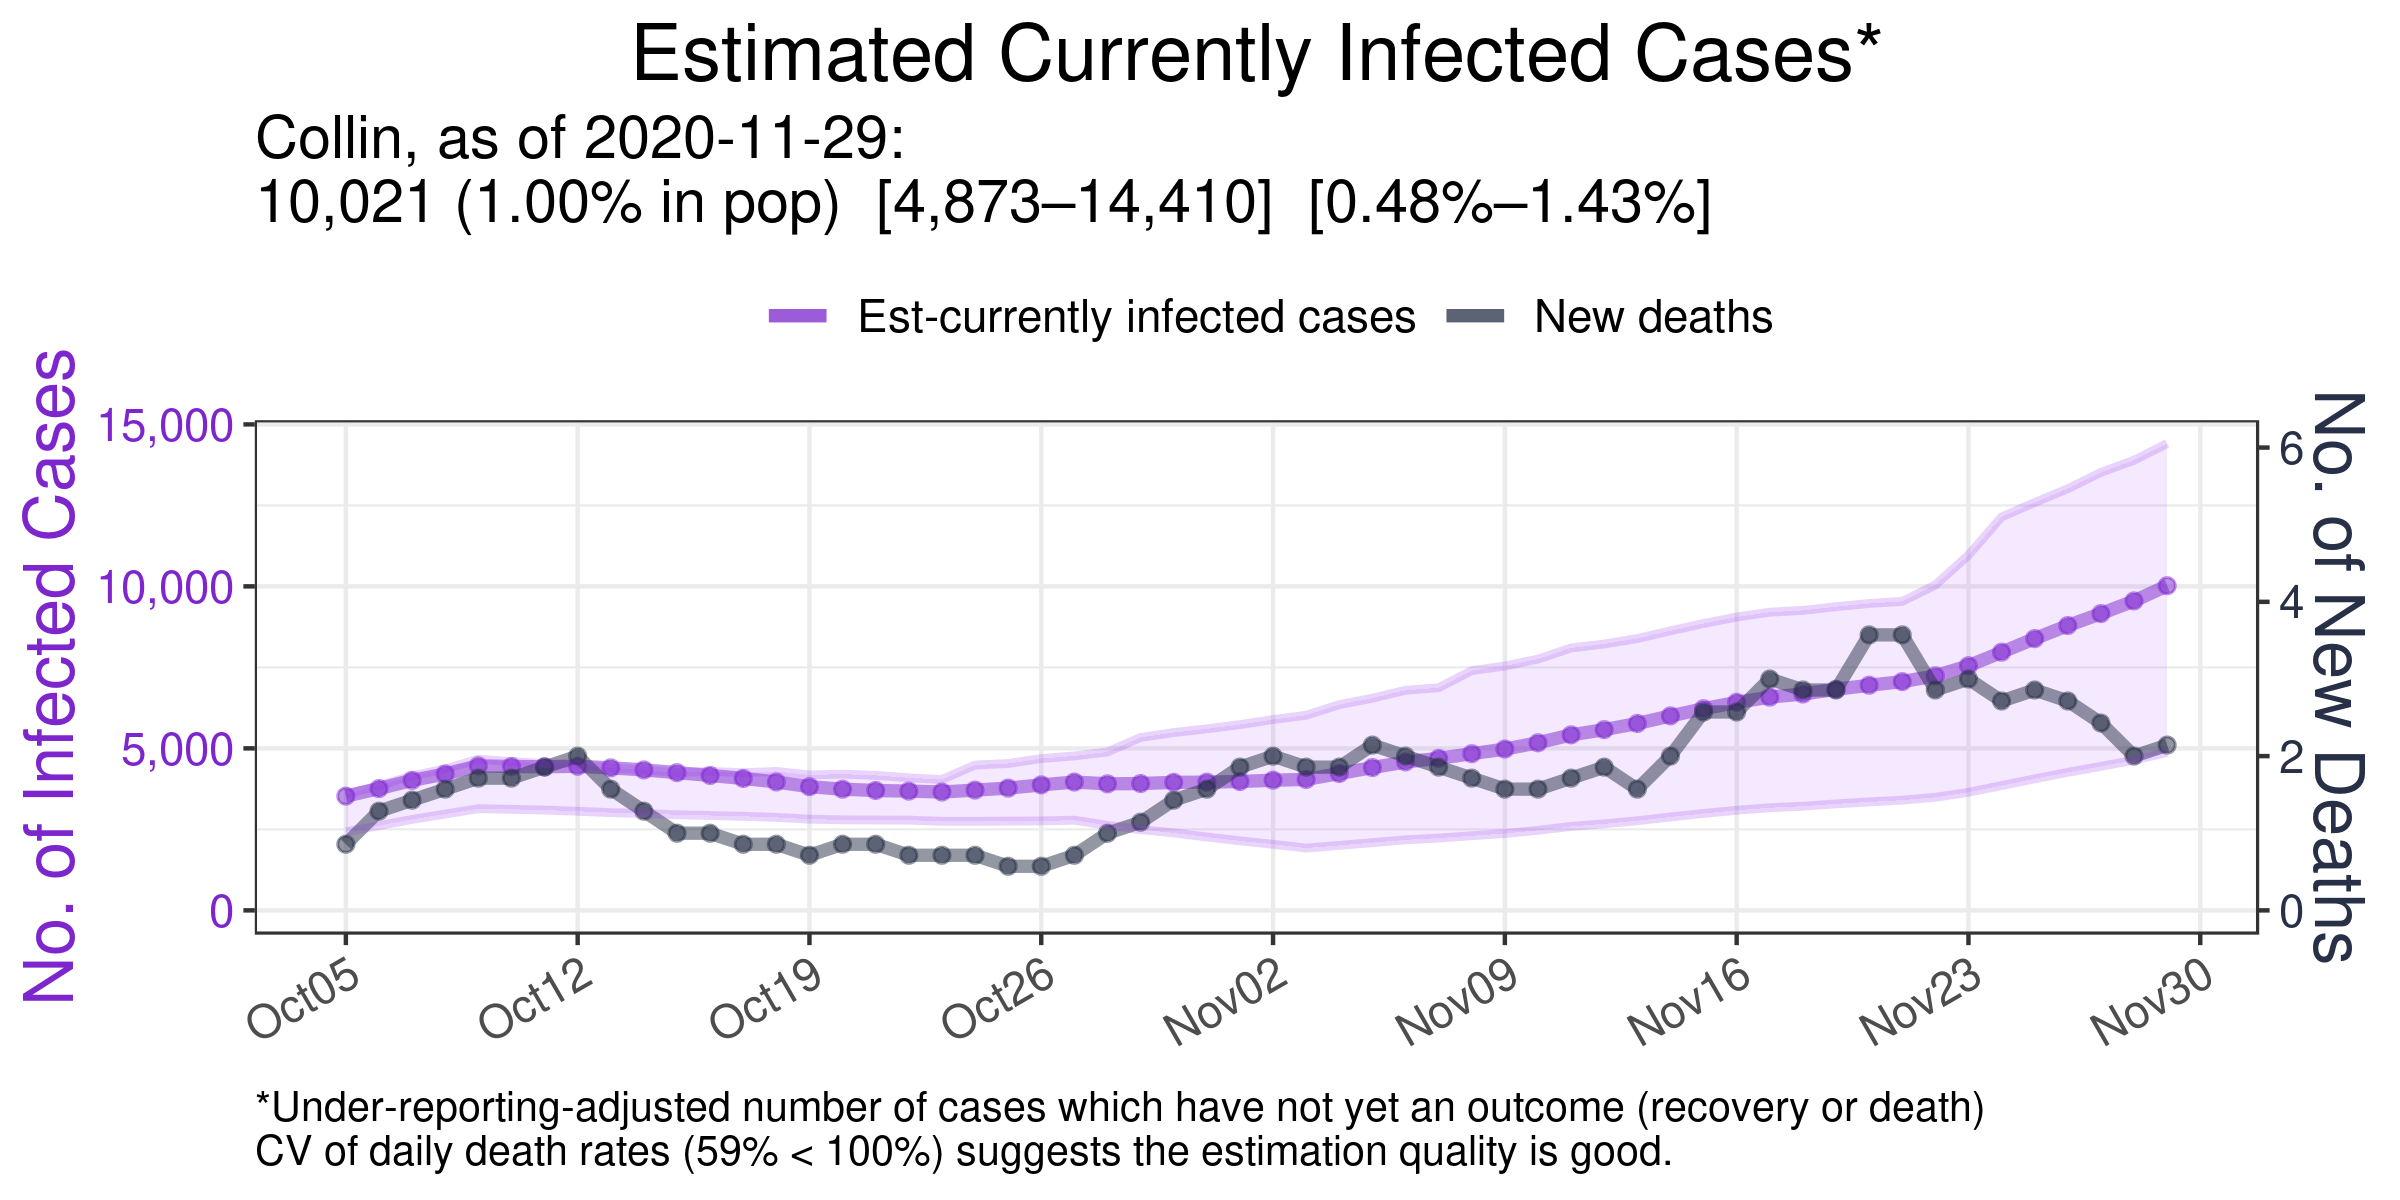 Estimated Currently Infected Cases*
Collin, as of 2020-11-29:
10,021 (1.00% in pop)  [4,873–14,410]  [0.48%–1.43%]
Est-currently infected cases
New deaths
No. of Infected Cases
15,000
10,000
5,000
0
6
4
2
0
No. of New Deaths
Oct05
Oct12
Oct19
Oct26
Nov02
Nov09
Nov16
Nov23
Nov30
*Under-reporting-adjusted number of cases which have not yet an outcome (recovery or death)
CV of daily death rates (59% < 100%) suggests the estimation quality is good.